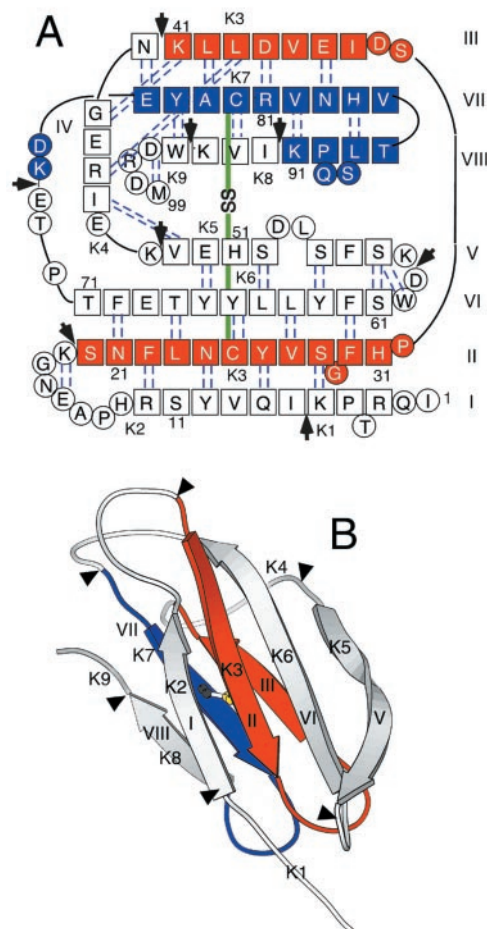 A
K3
41
N K L L D V E I D S III
K7
G E Y A C R V N H V VII
IV
81
E R D W K V I K P L T VIII
D K
R D M K9 K8 91 Q S
99
I
SS
E
E K5 51 D L
T K4 K V E H S S F S K V
K6 D
P 71 W
T F E T Y Y L L Y F S VI
61
K S N F L N C Y V S F H P II
G 21 K3 G 31
N
E A P H R S Y V Q I K P R Q I 1 I
K2 11 K1 T
B
K4
VII
K7
K5
K6
K9
K2
K3
III
I
II
VI
V
VIII
K8
K1